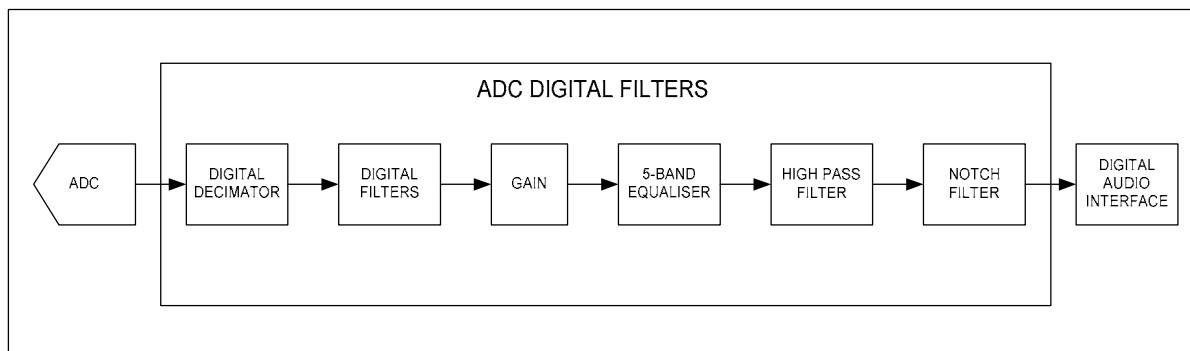 ADC DIGITAL FILTERS
ADC
DIGITAL
DECIMATOR
DIGITAL
FILTERS
GAIN
5-BAND
EQUALISER
HIGH PASS
FILTER
NOTCH
FILTER
DIGITAL
AUDIO
INTERFACE